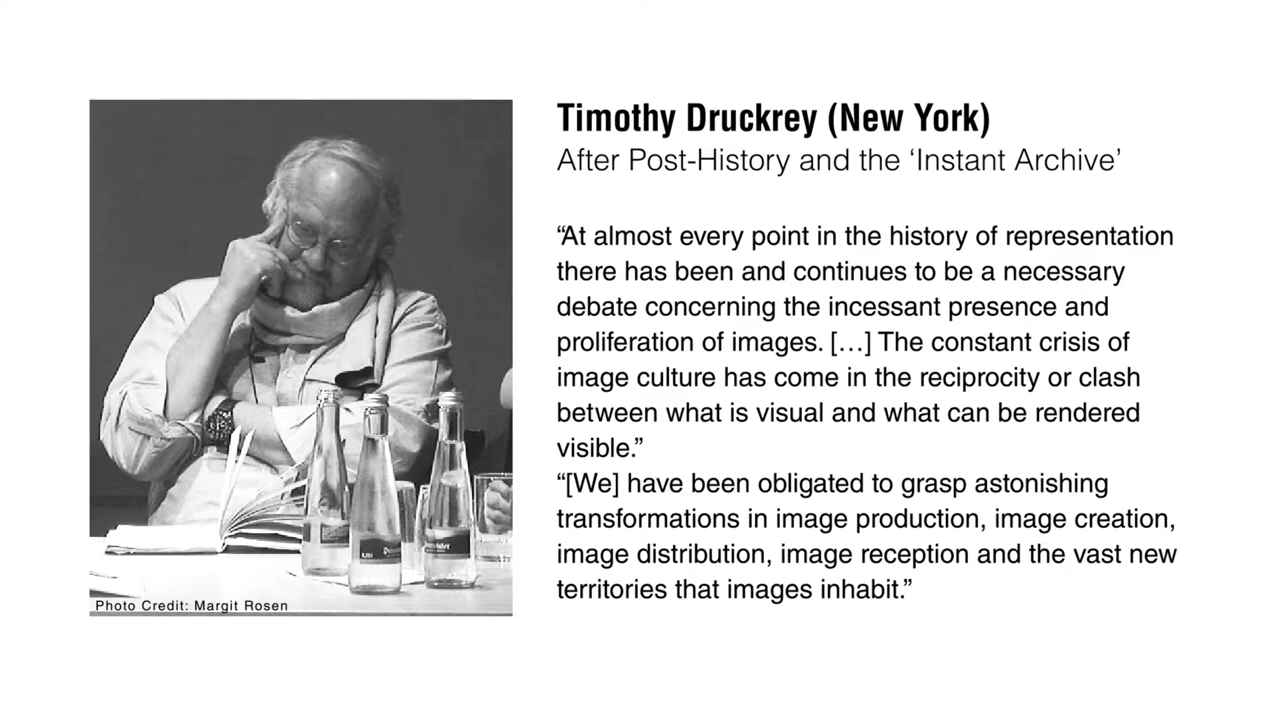 Timothy Druckrey (New York)
After Post-History and the ‘Instant Archive’
“At almost every point in the history of representation
there has been and continues to be a necessary
debate concerning the incessant presence and
proliferation of images. […] The constant crisis of
image culture has come in the reciprocity or clash
between what is visual and what can be rendered
visible.”
“[We] have been obligated to grasp astonishing
transformations in image production, image creation,
image distribution, image reception and the vast new
territories that images inhabit.”
Photo Credit: Margit Rosen